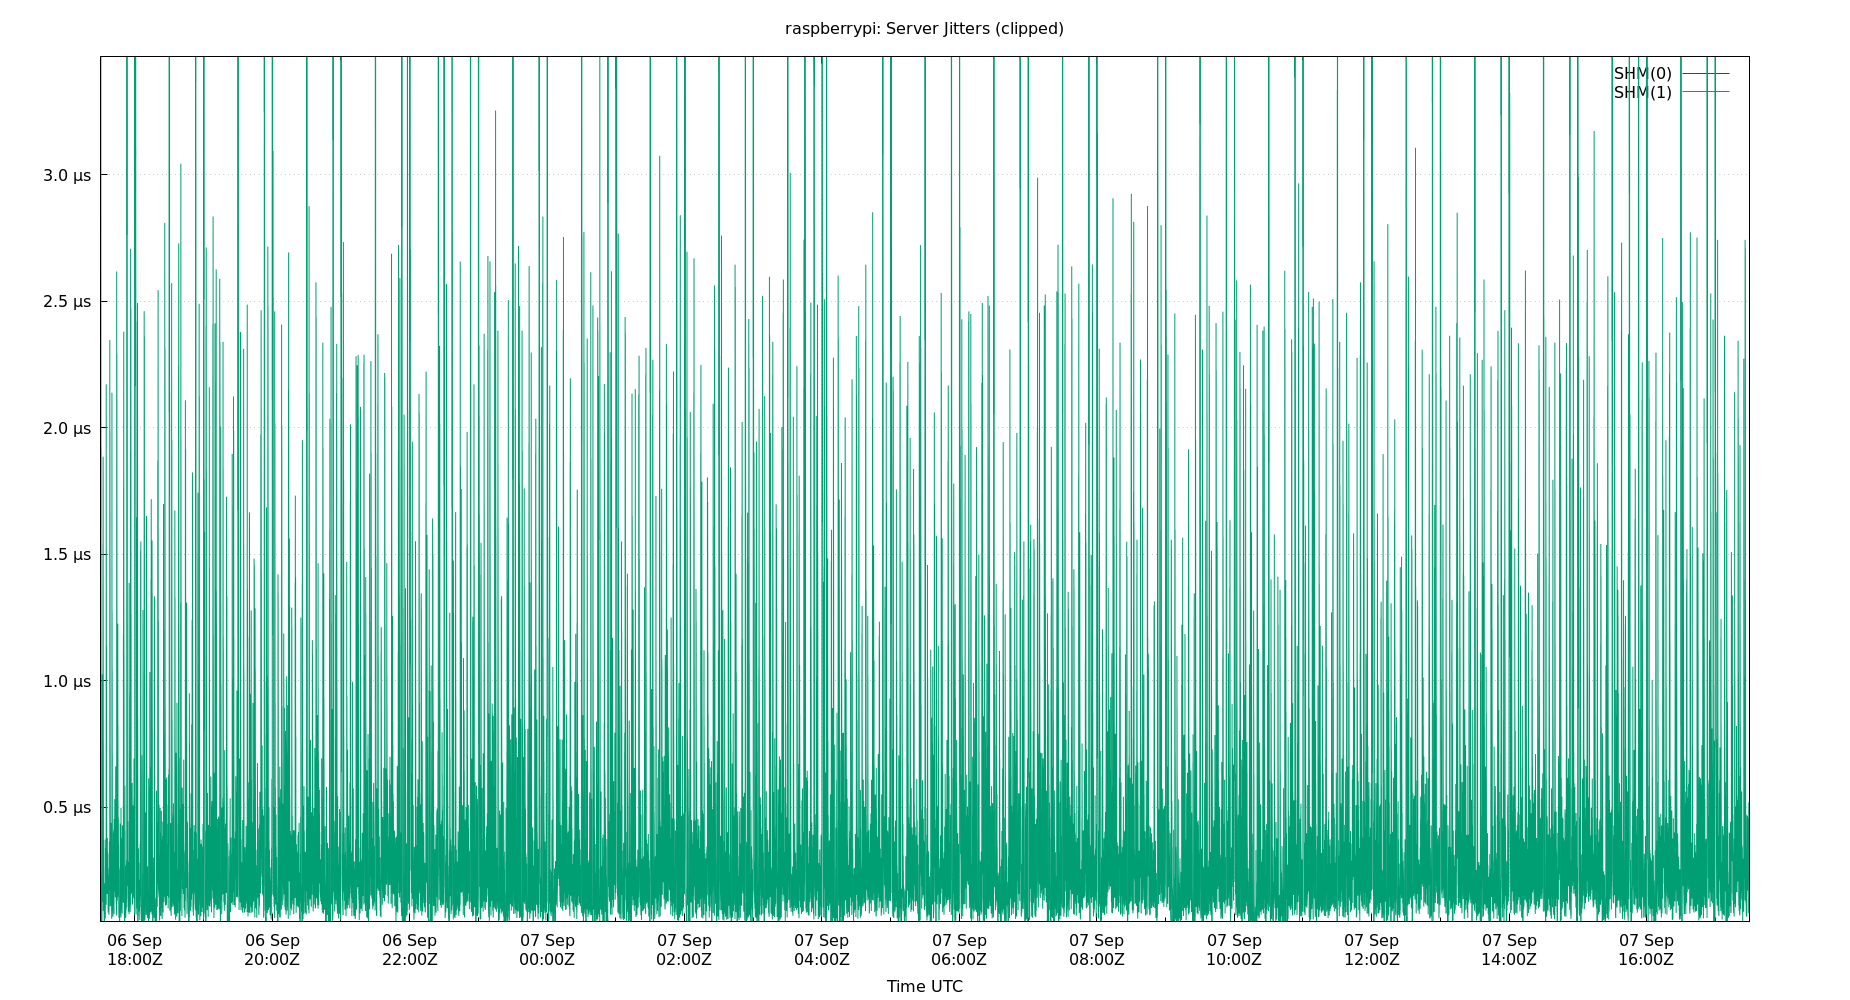 raspberrypi: Server Jitters (clipped)
SHM(0)
SHM(1)
3.0 µs
2.5 µs
2.0 µs
1.5 µs
1.0 µs
0.5 µs
06 Sep 06 Sep 06 Sep 07 Sep 07 Sep 07 Sep 07 Sep 07 Sep 07 Sep 07 Sep 07 Sep 07 Sep
18:00Z 20:00Z 22:00Z 00:00Z 02:00Z 04:00Z 06:00Z 08:00Z 10:00Z 12:00Z 14:00Z 16:00Z
Time UTC